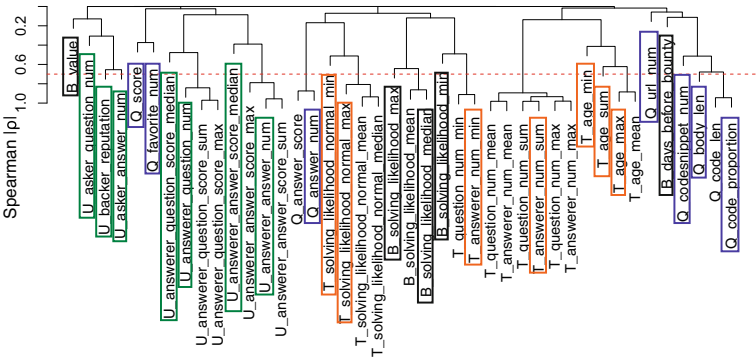 Spearman |ρ|
0.2
0.6
1.0
B_value
U_asker_question_num
U_backer_reputation
U_asker_answer_num
Q_score
Q_favorite_num
U_answerer_question_score_median
U_answerer_question_num
U_answerer_question_score_sum
U_answerer_question_score_max
U_answerer_answer_score_median
U_answerer_answer_score_max
U_answerer_answer_num
U_answerer_answer_score_sum
Q_answer_score
Q_answer_num
T_solving_likelihood_normal_min
T_solving_likelihood_normal_max
T_solving_likelihood_normal_mean
T_solving_likelihood_normal_median
B_solving_likelihood_max
B_solving_likelihood_mean
B_solving_likelihood_median
B_solving_likelihood_min
T_question_num_min
T_answerer_num_min
T_question_num_mean
T_answerer_num_mean
T_question_num_sum
T_answerer_num_sum
T_question_num_max
T_answerer_num_max
T_age_min
T_age_sum
T_age_max
T_age_mean
Q_url_num
B_days_before_bounty
Q_codesnippet_num
Q_body_len
Q_code_len
Q_code_proportion